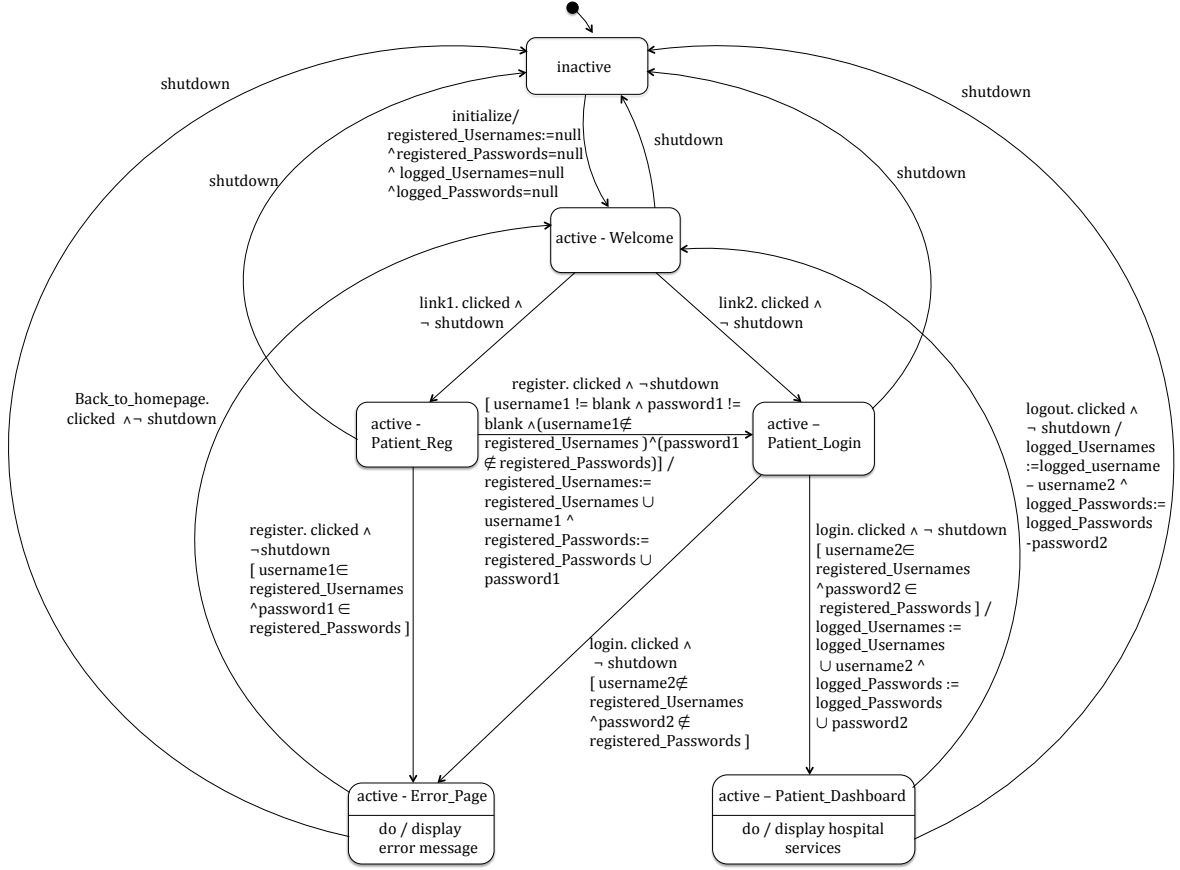 inactive
shutdown
shutdown
initialize/
registered_Usernames:=null
^registered_Passwords=null
^ logged_Usernames=null
^logged_Passwords=null
shutdown
shutdown
shutdown
active - Welcome
link1. clicked ∧
¬ shutdown
link2. clicked ∧
¬ shutdown
Back_to_homepage.
clicked ∧¬ shutdown
active -
Patient_Reg
register. clicked ∧ ¬shutdown
[ username1 != blank ∧ password1 !=
blank ∧(username1∉
registered_Usernames )^(password1
∉ registered_Passwords)] /
registered_Usernames:=
registered_Usernames ∪
username1 ^
registered_Passwords:=
registered_Passwords ∪
password1
active –
Patient_Login
logout. clicked ∧
¬ shutdown /
logged_Usernames
:=logged_username
– username2 ^
logged_Passwords:=
logged_Passwords
-password2
register. clicked ∧
¬shutdown
[ username1∈
registered_Usernames
^password1 ∈
registered_Passwords ]
login. clicked ∧ ¬ shutdown
[ username2∈
registered_Usernames
^password2 ∈
registered_Passwords ] /
logged_Usernames :=
logged_Usernames
∪ username2 ^
logged_Passwords :=
logged_Passwords
∪ password2
login. clicked ∧
¬ shutdown
[ username2∉
registered_Usernames
^password2 ∉
registered_Passwords ]
active - Error_Page
do / display
error message
active – Patient_Dashboard
do / display hospital
services